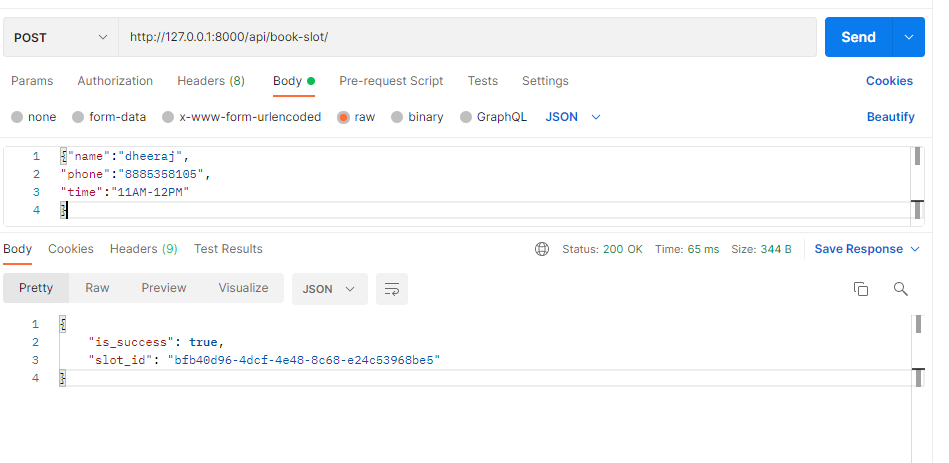 POST http://127.0.0.1:8000/api/book-slot/ Send
Params Authorization Headers (8) Body Pre-request Script Tests Settings Cookies
none form-data x-www-form-urlencoded raw binary GraphQL JSON Beautify
1 {"name":"dheeraj",
2 "phone":"8885358105",
3 "time":"11AM-12PM"
4 }
Body Cookies Headers (9) Test Results Status: 200 OK Time: 65 ms Size: 344 B Save Response
Pretty Raw Preview Visualize JSON
1 {
2 "is_success": true,
3 "slot_id": "bfb40d96-4dcf-4e48-8c68-e24c53968be5"
4 }